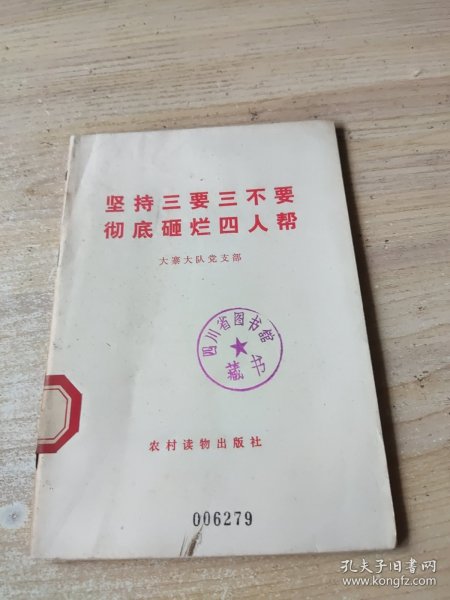 坚持三要三不要
彻底砸烂四人帮
大寨大队党支部
四川省图书馆
藏书
农村读物出版社
006279
孔夫子旧书网
www.kongfz.com